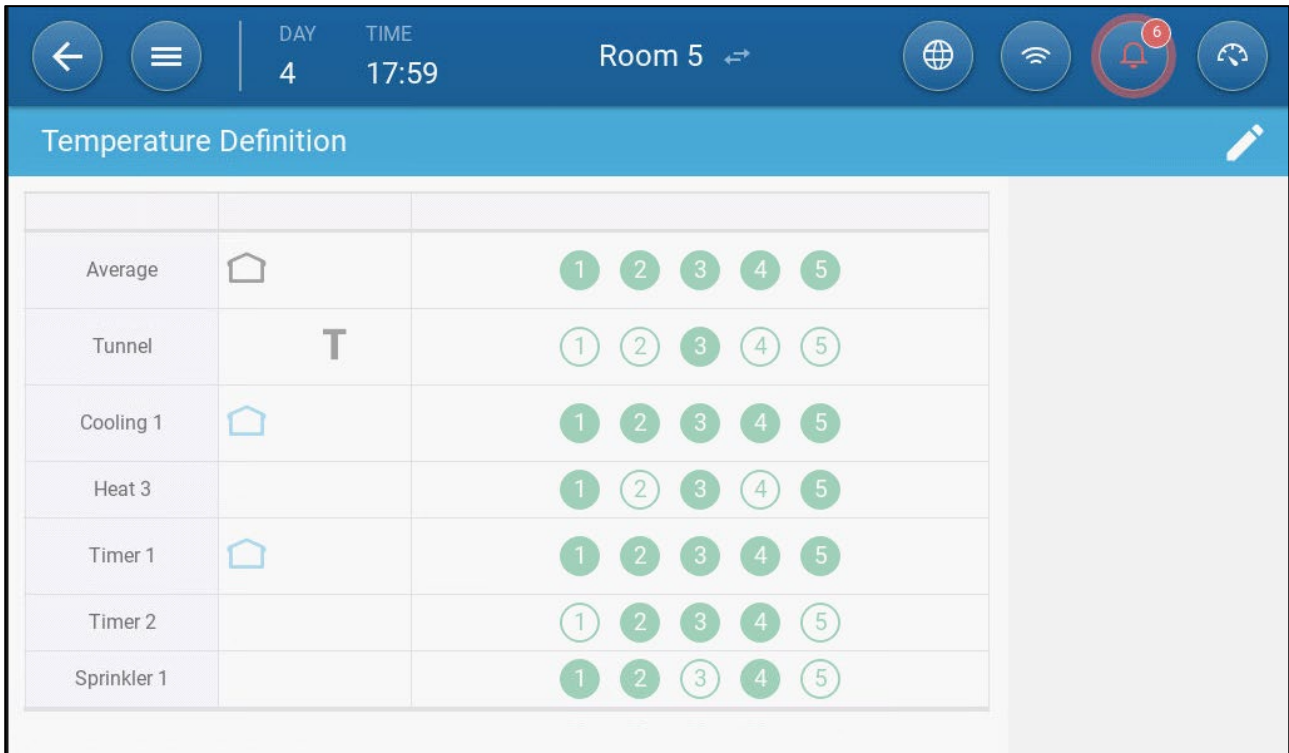 DAY TIME
4 17:59
Room 5
6
Temperature Definition
Average 1 2 3 4 5
Tunnel T 1 2 3 4 5
Cooling 1 1 2 3 4 5
Heat 3 1 2 3 4 5
Timer 1 1 2 3 4 5
Timer 2 1 2 3 4 5
Sprinkler 1 1 2 3 4 5